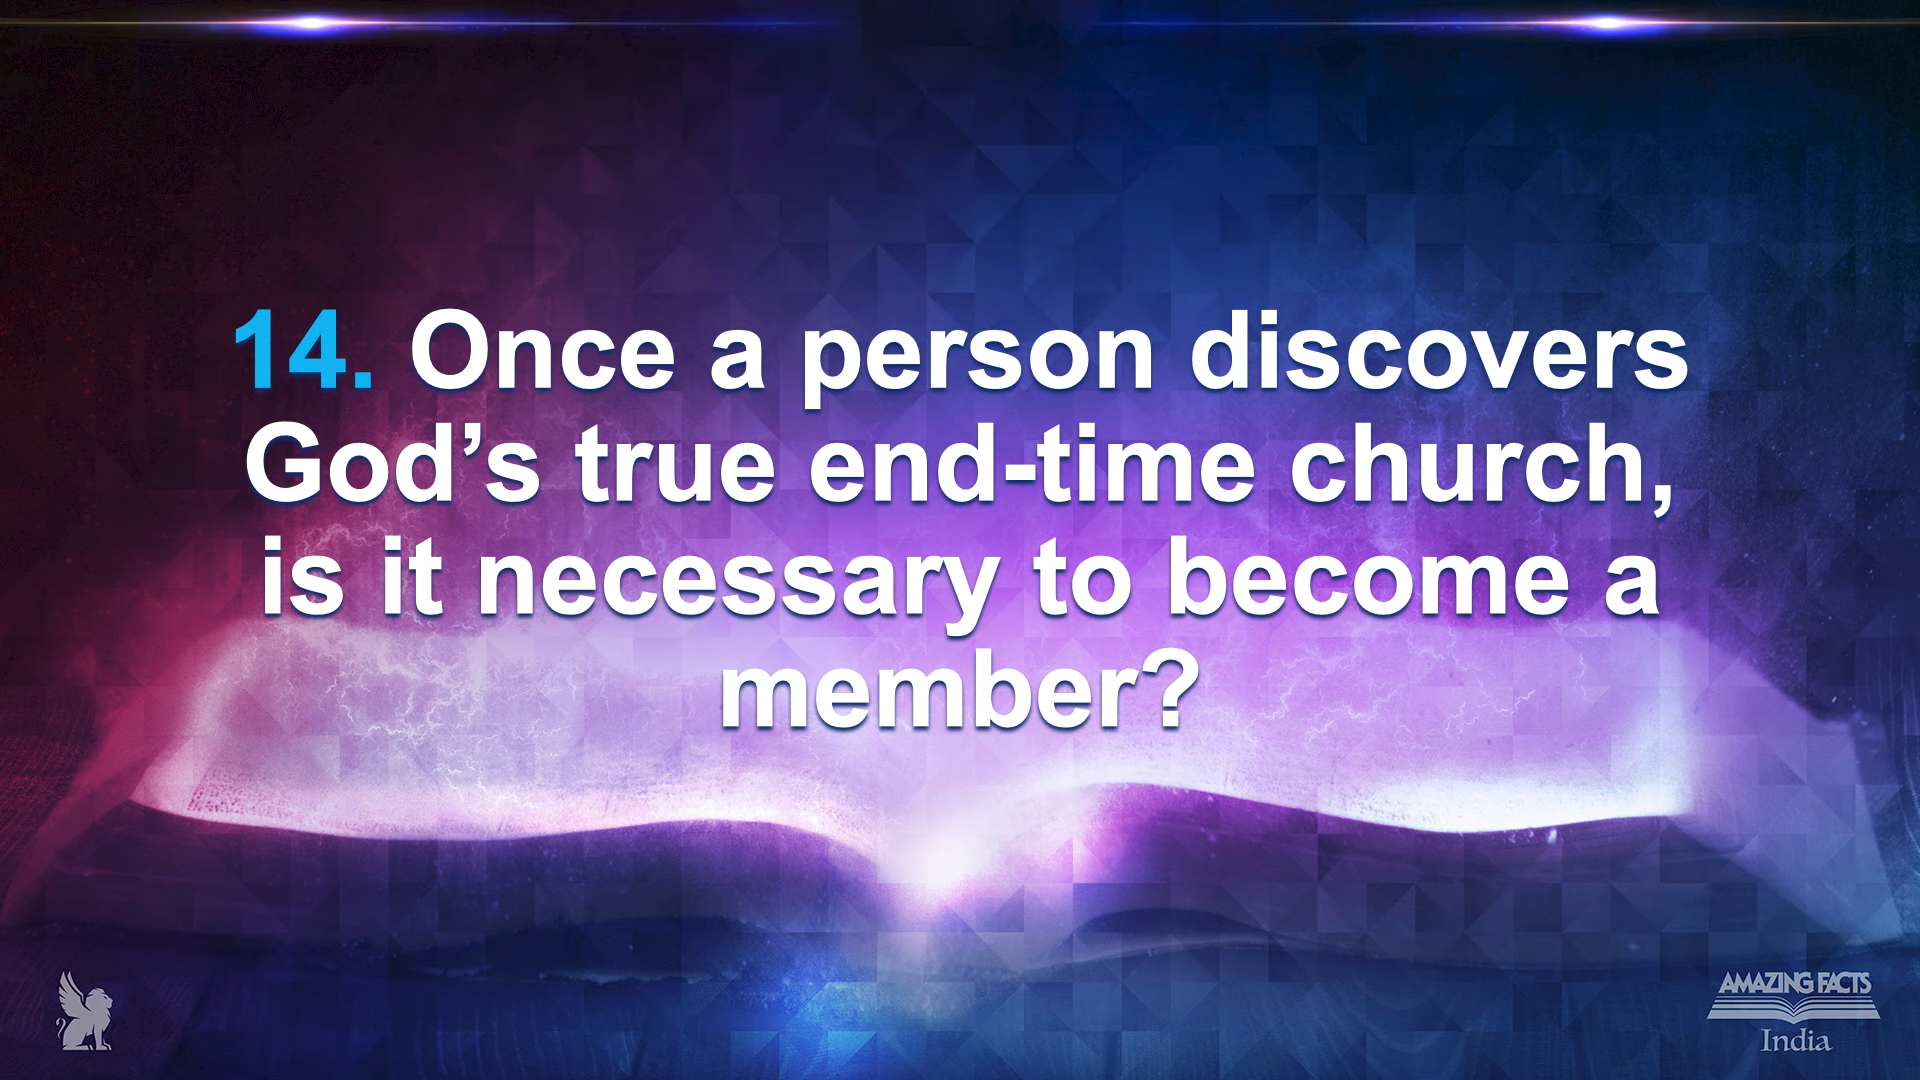 14. Once a person discovers
God’s true end-time church,
is it necessary to become a
member?
AMAZING FACTS
India